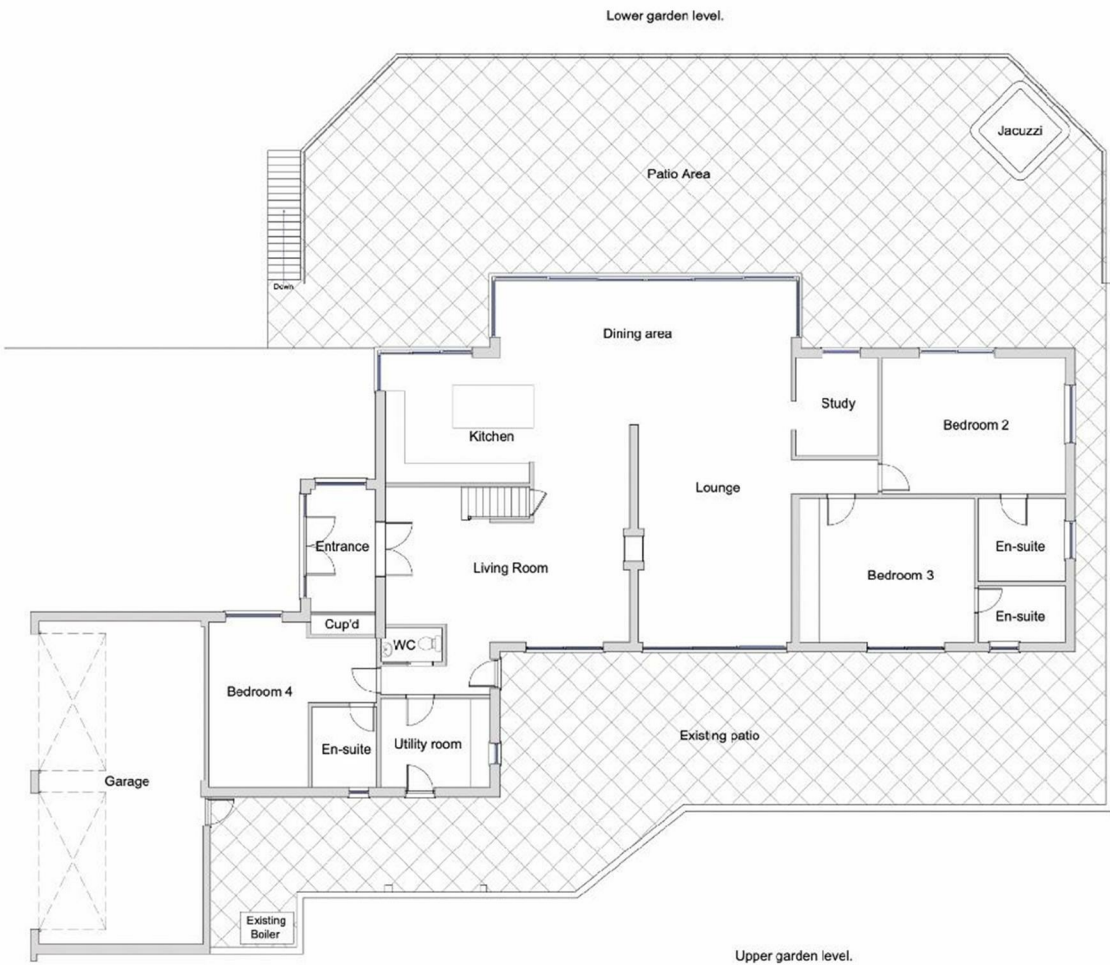 Lower garden level.
Jacuzzi
Patio Area
Down
Dining area
Study
Bedroom 2
Kitchen
Lounge
Entrance
Living Room
En-suite
Bedroom 3
Cup'd
En-suite
WC
Bedroom 4
En-suite
Utility room
Existing patio
Garage
Existing
Boiler
Upper garden level.